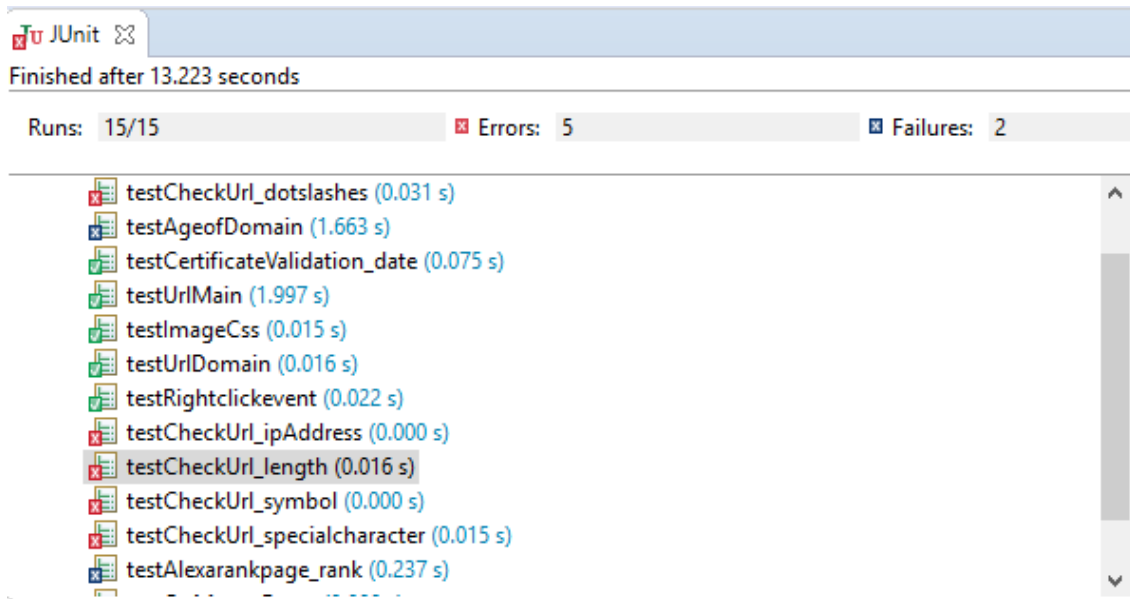 JUnit
Finished after 13.223 seconds
Runs: 15/15 Errors: 5 Failures: 2
testCheckUrl_dotslashes (0.031 s)
testAgeofDomain (1.663 s)
testCertificateValidation_date (0.075 s)
testUrlMain (1.997 s)
testImageCss (0.015 s)
testUrlDomain (0.016 s)
testRightclickevent (0.022 s)
testCheckUrl_ipAddress (0.000 s)
testCheckUrl_length (0.016 s)
testCheckUrl_symbol (0.000 s)
testCheckUrl_specialcharacter (0.015 s)
testAlexarankpage_rank (0.237 s)